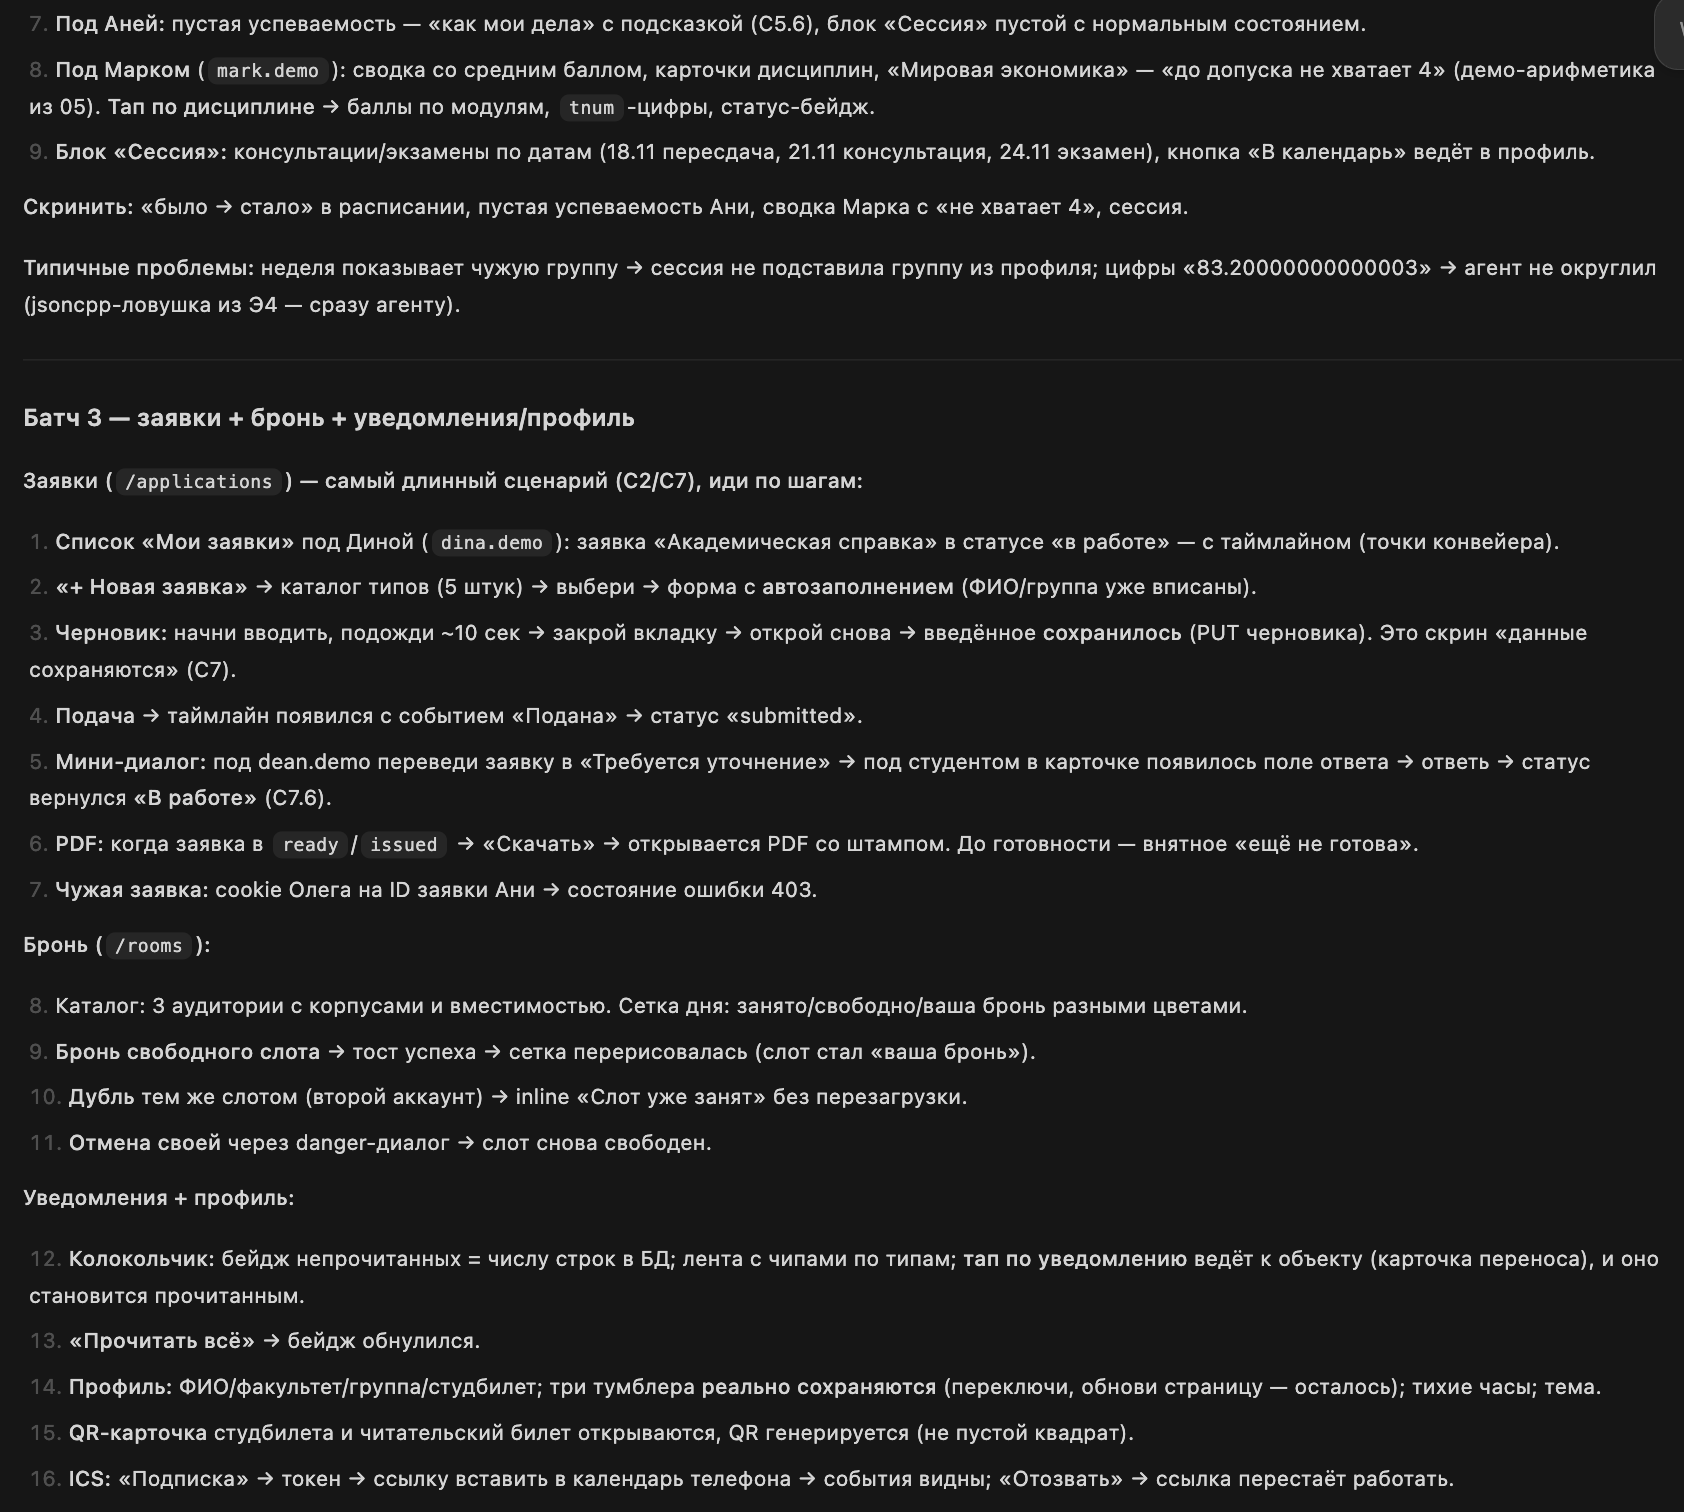 7. Под Аней: пустая успеваемость — «как мои дела» с подсказкой (С5.6), блок «Сессия» пустой с нормальным состоянием.
8. Под Марком ( mark.demo ): сводка со средним баллом, карточки дисциплин, «Мировая экономика» — «до допуска не хватает 4» (демо-арифметика
из 05). Тап по дисциплине → баллы по модулям, tnum -цифры, статус-бейдж.
9. Блок «Сессия»: консультации/экзамены по датам (18.11 пересдача, 21.11 консультация, 24.11 экзамен), кнопка «В календарь» ведёт в профиль.
Скринить: «было → стало» в расписании, пустая успеваемость Ани, сводка Марка с «не хватает 4», сессия.
Типичные проблемы: неделя показывает чужую группу → сессия не подставила группу из профиля; цифры «83.20000000000003» → агент не округлил
(jsoncpp-ловушка из Э4 — сразу агенту).
Батч 3 — заявки + бронь + уведомления/профиль
Заявки ( /applications ) — самый длинный сценарий (С2/С7), иди по шагам:
1. Список «Мои заявки» под Диной ( dina.demo ): заявка «Академическая справка» в статусе «в работе» — с таймлайном (точки конвейера).
2. «+ Новая заявка» → каталог типов (5 штук) → выбери → форма с автозаполнением (ФИО/группа уже вписаны).
3. Черновик: начни вводить, подожди ~10 сек → закрой вкладку → открой снова → введённое сохранилось (PUT черновика). Это скрин «данные
сохраняются» (С7).
4. Подача → таймлайн появился с событием «Подана» → статус «submitted».
5. Мини-диалог: под dean.demo переведи заявку в «Требуется уточнение» → под студентом в карточке появилось поле ответа → ответь → статус
вернулся «В работе» (С7.6).
6. PDF: когда заявка в ready / issued → «Скачать» → открывается PDF со штампом. До готовности — внятное «ещё не готова».
7. Чужая заявка: cookie Олега на ID заявки Ани → состояние ошибки 403.
Бронь ( /rooms ):
8. Каталог: 3 аудитории с корпусами и вместимостью. Сетка дня: занято/свободно/ваша бронь разными цветами.
9. Бронь свободного слота → тост успеха → сетка перерисовалась (слот стал «ваша бронь»).
10. Дубль тем же слотом (второй аккаунт) → inline «Слот уже занят» без перезагрузки.
11. Отмена своей через danger-диалог → слот снова свободен.
Уведомления + профиль:
12. Колокольчик: бейдж непрочитанных = числу строк в БД; лента с чипами по типам; тап по уведомлению ведёт к объекту (карточка переноса), и оно
становится прочитанным.
13. «Прочитать всё» → бейдж обнулился.
14. Профиль: ФИО/факультет/группа/студбилет; три тумблера реально сохраняются (переключи, обнови страницу — осталось); тихие часы; тема.
15. QR-карточка студбилета и читательский билет открываются, QR генерируется (не пустой квадрат).
16. ICS: «Подписка» → токен → ссылку вставить в календарь телефона → события видны; «Отозвать» → ссылка перестаёт работать.